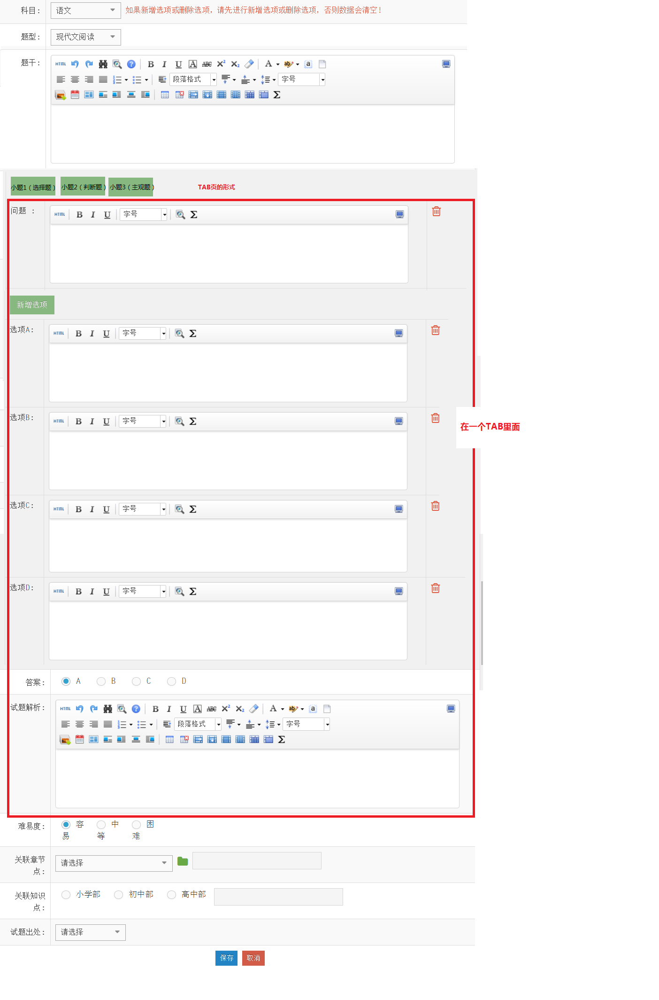 科目： 语文 如果新增选项或删除选项，请先进行新增选项或删除选项，否则数据会清空！
题型： 现代文阅读
题干： HTML B I U A ABC X² X₂ A ab a
段落格式 字号
Σ
小题1（选择题） 小题2（判断题） 小题3（主观题） TAB页的形式
问题 ： HTML B I U 字号 Σ
新增选项
选项A: HTML B I U 字号 Σ
选项B: HTML B I U 字号 Σ
在一个TAB里面
选项C: HTML B I U 字号 Σ
选项D: HTML B I U 字号 Σ
答案： A B C D
试题解析： HTML B I U A ABC X² X₂ A ab a
段落格式 字号
Σ
难易度： 容易 中等 困难
关联章节点： 请选择
关联知识点： 小学部 初中部 高中部
试题出处： 请选择
保存 取消